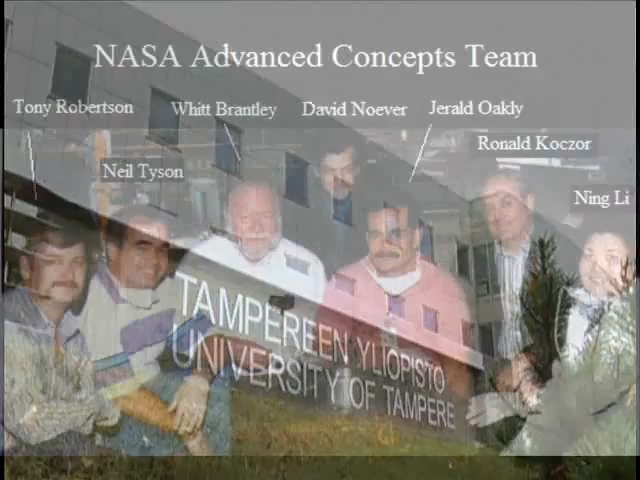 NASA Advanced Concepts Team
Tony Robertson
Whitt Brantley
David Noever
Jerald Oakly
Neil Tyson
Ronald Koczor
Ning Li
TAMPEREEN YLIOPISTO
UNIVERSITY OF TAMPERE